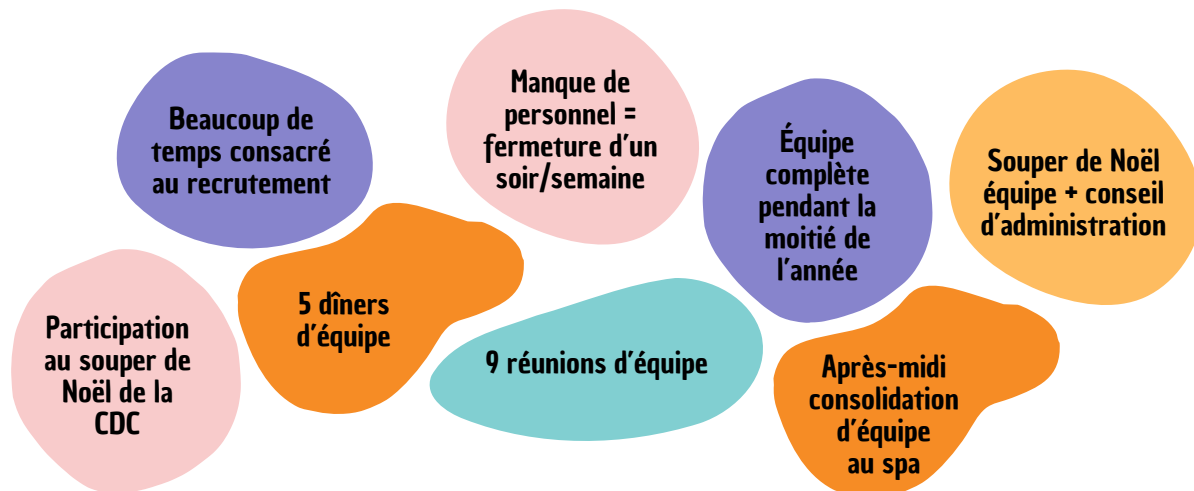 Beaucoup de
temps consacré
au recrutement
Manque de
personnel =
fermeture d'un
soir/semaine
Équipe
complète
pendant la
moitié de
l'année
Souper de Noël
équipe + conseil
d'administration
Participation
au souper de
Noël de la
CDC
5 dîners
d'équipe
9 réunions d'équipe
Après-midi
consolidation
d'équipe
au spa